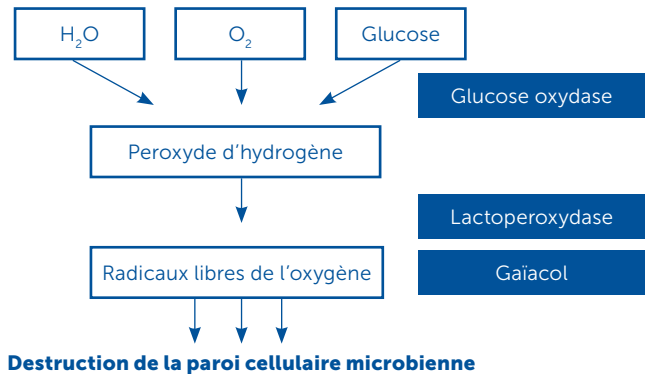 H₂O
O₂
Glucose
Glucose oxydase
Peroxyde d’hydrogène
Lactoperoxydase
Radicaux libres de l’oxygène
Gaïacol
Destruction de la paroi cellulaire microbienne